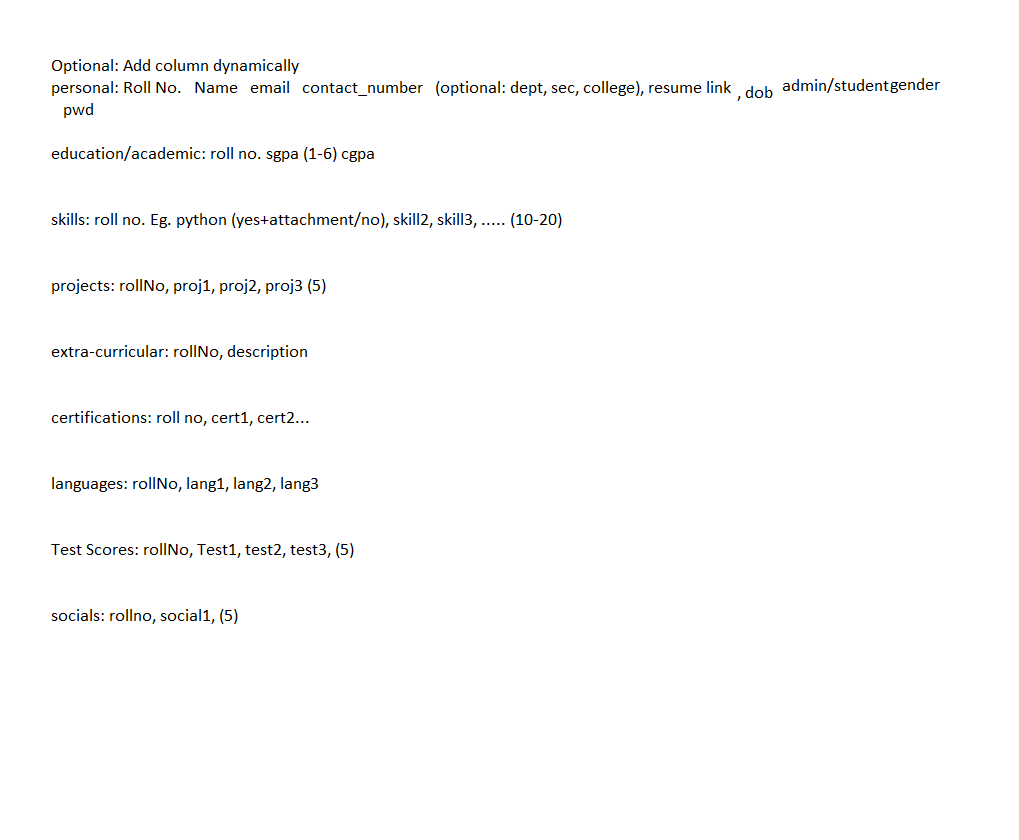 Optional: Add column dynamically
personal: Roll No. Name email contact_number (optional: dept, sec, college), resume link , dob admin/studentgender
pwd
education/academic: roll no. sgpa (1-6) cgpa
skills: roll no. Eg. python (yes+attachment/no), skill2, skill3, ..... (10-20)
projects: rollNo, proj1, proj2, proj3 (5)
extra-curricular: rollNo, description
certifications: roll no, cert1, cert2...
languages: rollNo, lang1, lang2, lang3
Test Scores: rollNo, Test1, test2, test3, (5)
socials: rollno, social1, (5)